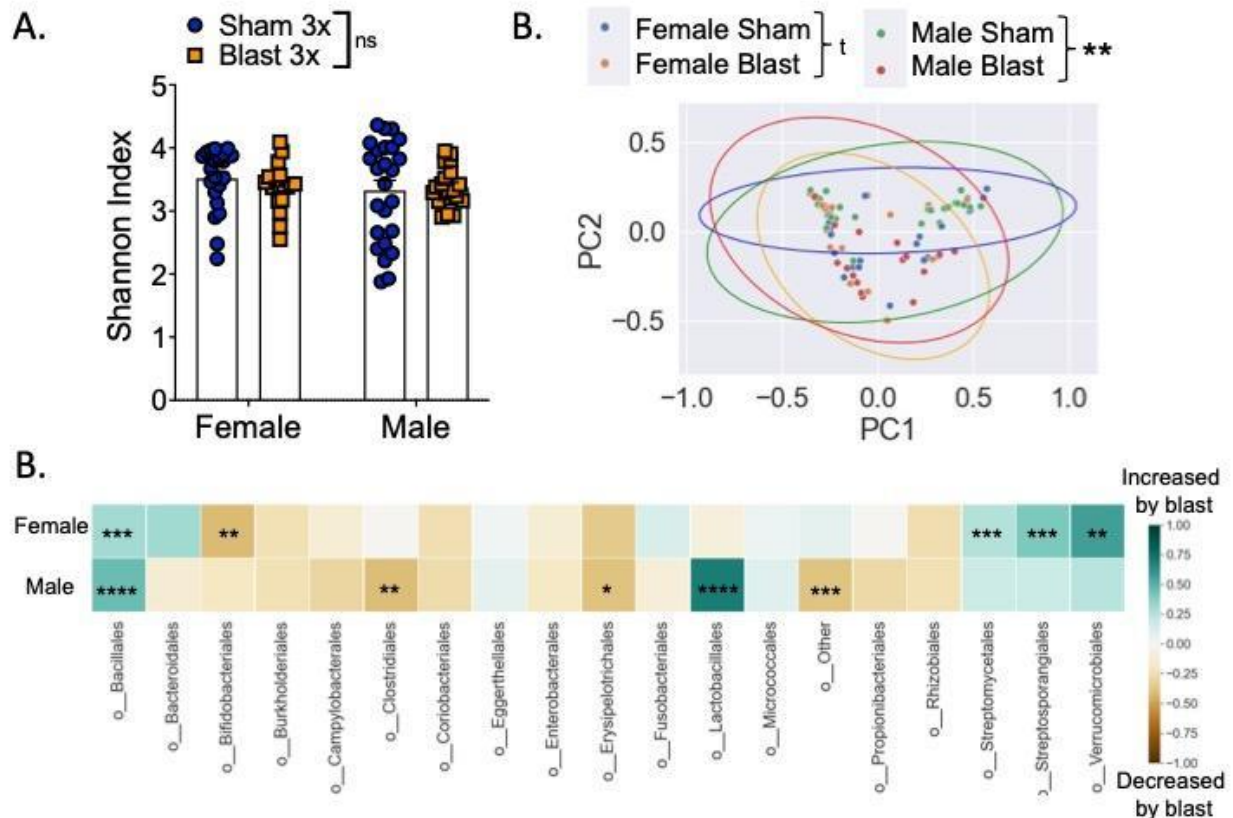 A.
Sham 3x
Blast 3x
ns
Shannon Index
5
4
3
2
1
0
Female
Male
B.
Female Sham
Female Blast
t
Male Sham
Male Blast
**
PC2
0.5
0.0
−0.5
−1.0
−0.5
0.0
0.5
1.0
PC1
B.
Female
*** ** *** *** **
Male
**** ** * **** ***
o__Bacillales
o__Bacteroidales
o__Bifidobacteriales
o__Burkholderiales
o__Campylobacterales
o__Clostridiales
o__Coriobacteriales
o__Eggerthellales
o__Enterobacterales
o__Erysipelotrichales
o__Fusobacteriales
o__Lactobacillales
o__Micrococcales
o__Other
o__Propionibacteriales
o__Rhizobiales
o__Streptomycetales
o__Streptosporangiales
o__Verrucomicrobiales
Increased
by blast
1.00
0.75
0.50
0.25
0.00
−0.25
−0.50
−0.75
−1.00
Decreased
by blast